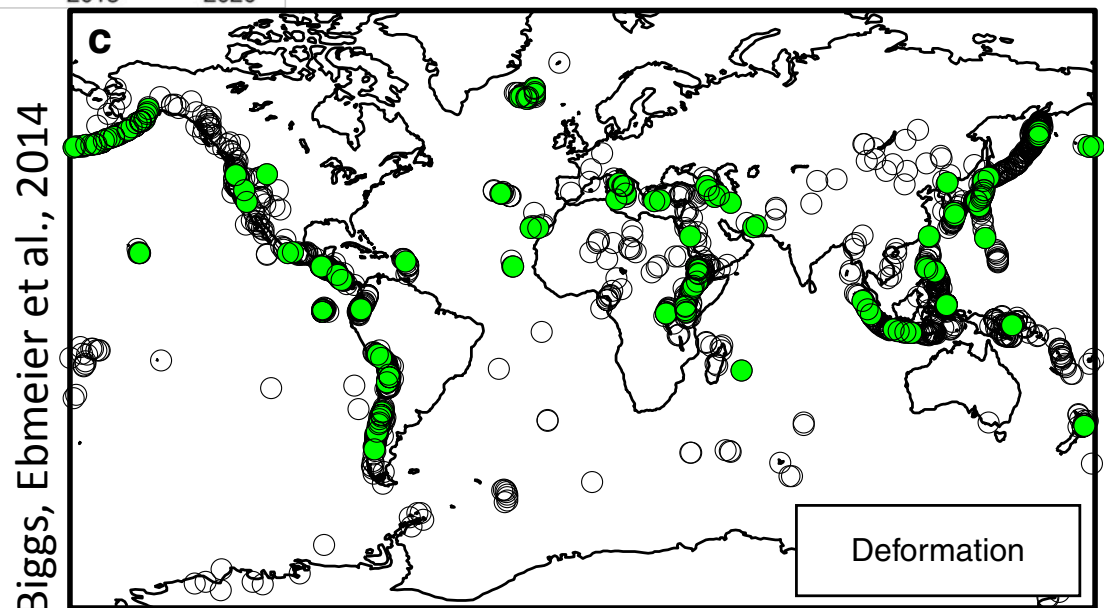 c
Biggs, Ebmeier et al., 2014
Deformation